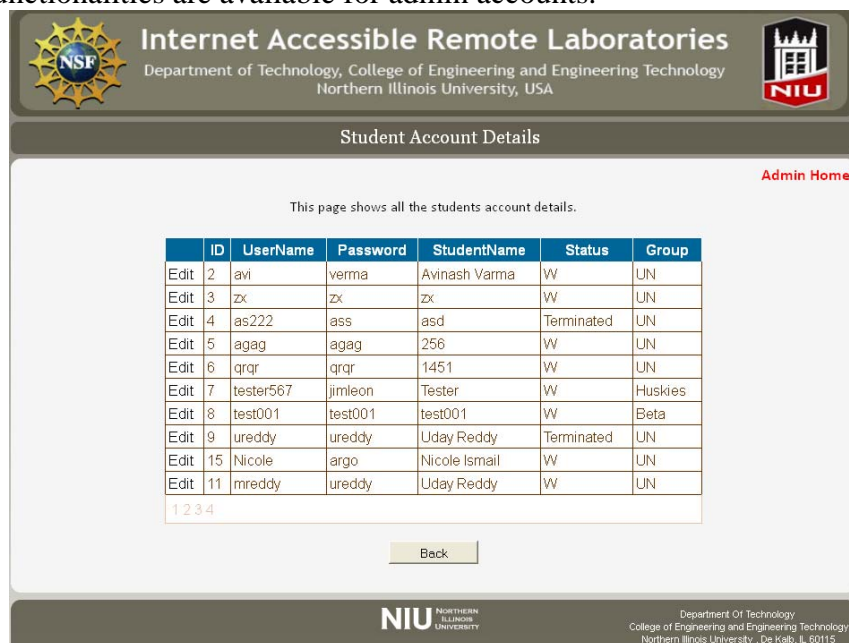 unctionalities are available for admin accounts.
NSF
Internet Accessible Remote Laboratories
Department of Technology, College of Engineering and Engineering Technology
Northern Illinois University, USA
NIU
Student Account Details
Admin Home
This page shows all the students account details.
ID UserName Password StudentName Status Group
Edit 2 avi verma Avinash Varma W UN
Edit 3 zx zx zx W UN
Edit 4 as222 ass asd Terminated UN
Edit 5 agag agag 256 W UN
Edit 6 qrqr qrqr 1451 W UN
Edit 7 tester567 jimleon Tester W Huskies
Edit 8 test001 test001 test001 W Beta
Edit 9 ureddy ureddy Uday Reddy Terminated UN
Edit 15 Nicole argo Nicole Ismail W UN
Edit 11 mreddy ureddy Uday Reddy W UN
1 2 3 4
Back
NIU NORTHERN ILLINOIS UNIVERSITY
Department Of Technology
College of Engineering and Engineering Technology
Northern Illinois University , De Kalb, IL 60115